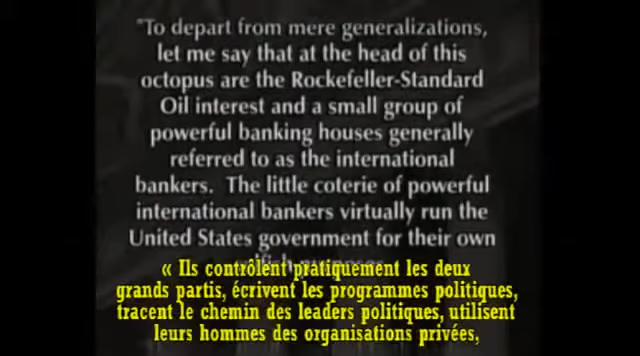 "To depart from mere generalizations,
let me say that at the head of this
octopus are the Rockefeller-Standard
Oil interest and a small group of
powerful banking houses generally
referred to as the international
bankers. The little coterie of powerful
international bankers virtually run the
United States government for their own
« Ils contrôlent pratiquement les deux
grands partis, écrivent les programmes politiques,
tracent le chemin des leaders politiques, utilisent
leurs hommes des organisations privées,